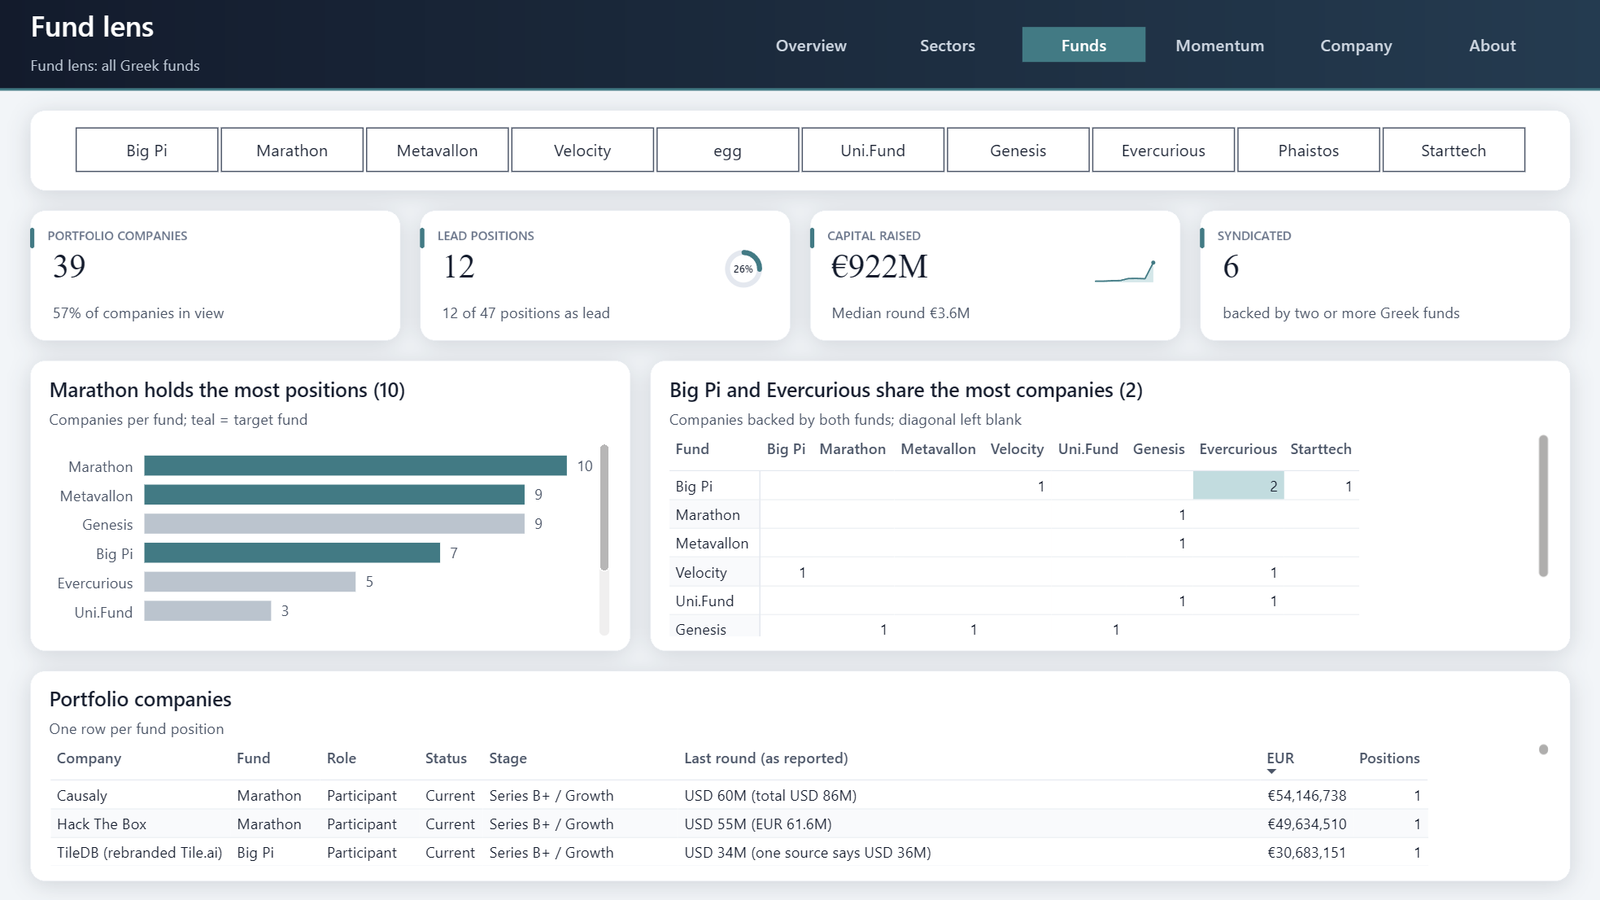 Fund lens
Fund lens: all Greek funds
Overview Sectors Funds Momentum Company About
Big Pi Marathon Metavallon Velocity egg Uni.Fund Genesis Evercurious Phaistos Starttech
PORTFOLIO COMPANIES
39
57% of companies in view
LEAD POSITIONS
12
26%
12 of 47 positions as lead
CAPITAL RAISED
€922M
Median round €3.6M
SYNDICATED
6
backed by two or more Greek funds
Marathon holds the most positions (10)
Companies per fund; teal = target fund
Marathon 10
Metavallon 9
Genesis 9
Big Pi 7
Evercurious 5
Uni.Fund 3
Big Pi and Evercurious share the most companies (2)
Companies backed by both funds; diagonal left blank
Fund Big Pi Marathon Metavallon Velocity Uni.Fund Genesis Evercurious Starttech
Big Pi 1 2 1
Marathon 1
Metavallon 1
Velocity 1 1
Uni.Fund 1 1
Genesis 1 1 1
Portfolio companies
One row per fund position
Company Fund Role Status Stage Last round (as reported) EUR Positions
Causaly Marathon Participant Current Series B+ / Growth USD 60M (total USD 86M) €54,146,738 1
Hack The Box Marathon Participant Current Series B+ / Growth USD 55M (EUR 61.6M) €49,634,510 1
TileDB (rebranded Tile.ai) Big Pi Participant Current Series B+ / Growth USD 34M (one source says USD 36M) €30,683,151 1